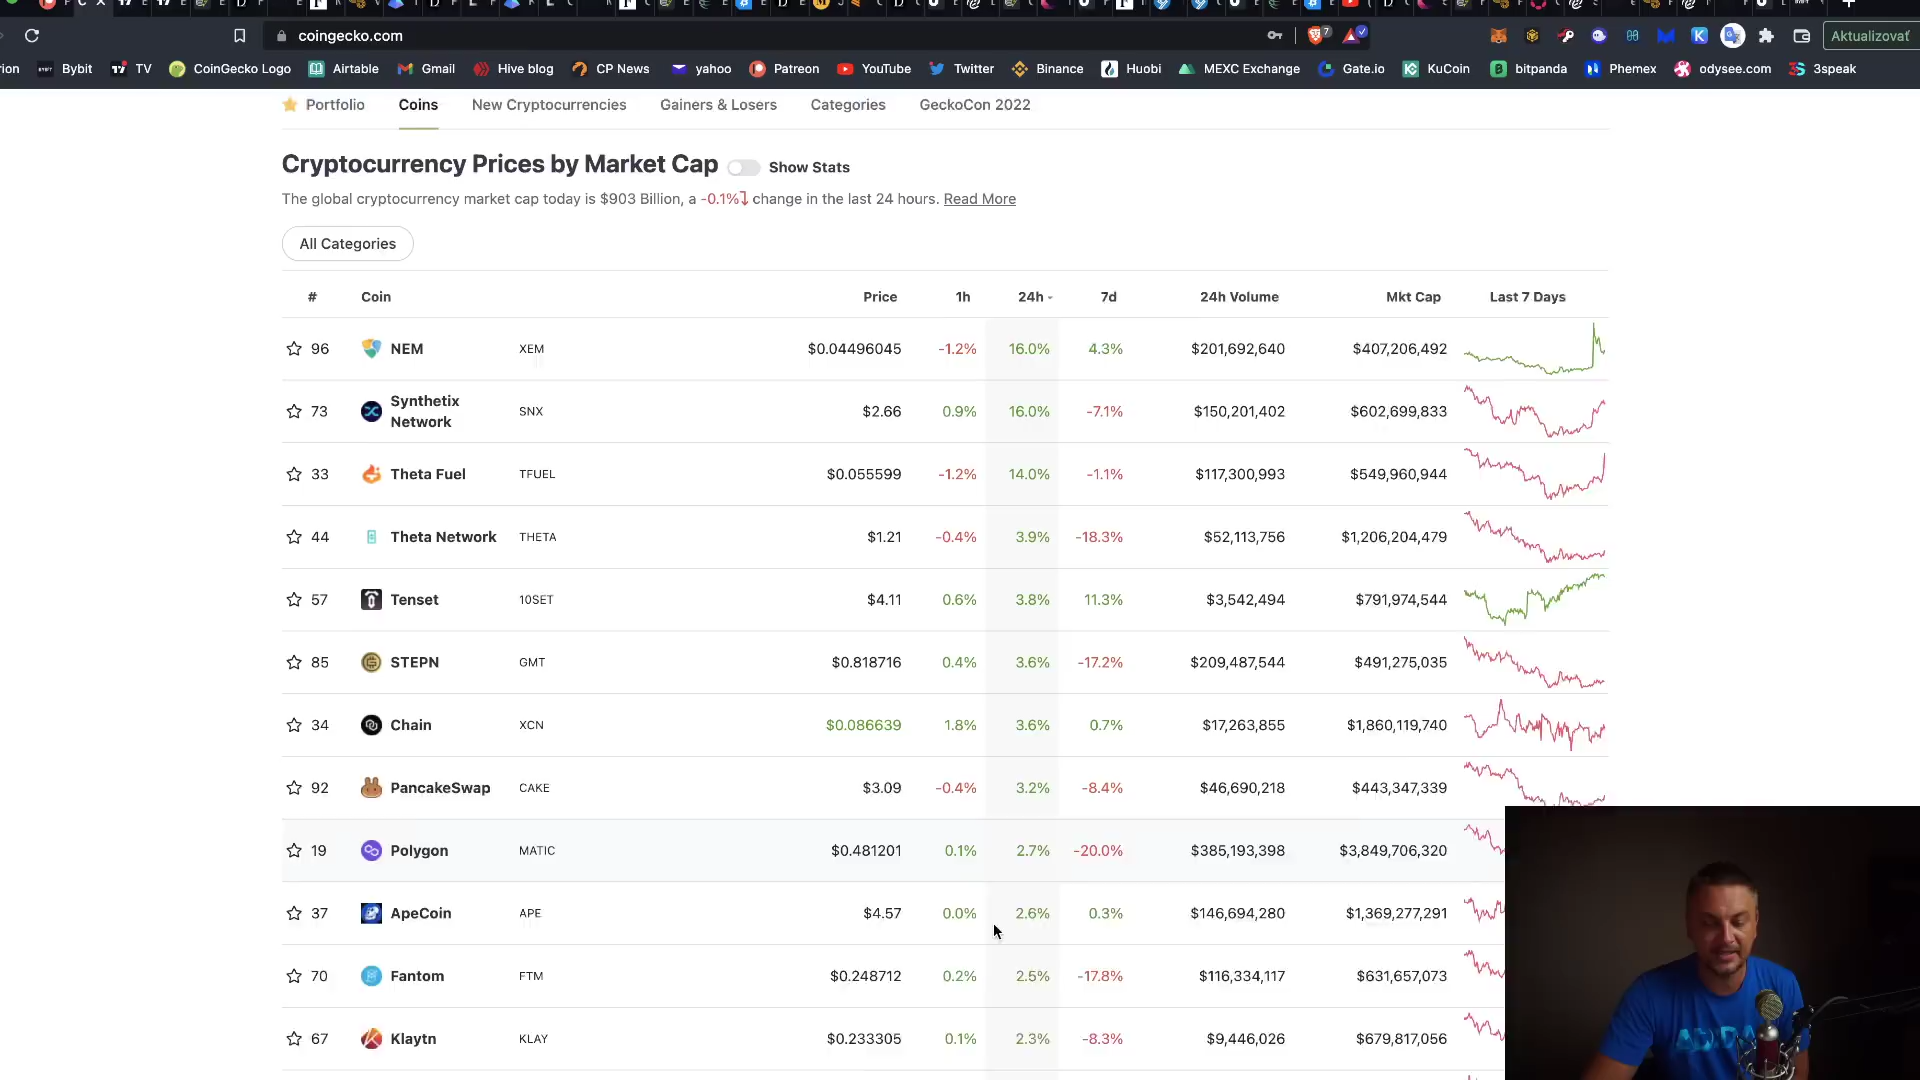 coingecko.com
7
Aktualizovať
rion Bybit TV CoinGecko Logo Airtable Gmail Hive blog CP News yahoo Patreon YouTube Twitter Binance Huobi MEXC Exchange Gate.io KuCoin bitpanda Phemex odysee.com 3speak
Portfolio Coins New Cryptocurrencies Gainers & Losers Categories GeckoCon 2022
Cryptocurrency Prices by Market Cap Show Stats
The global cryptocurrency market cap today is $903 Billion, a -0.1% change in the last 24 hours. Read More
All Categories
# Coin Price 1h 24h 7d 24h Volume Mkt Cap Last 7 Days
96 NEM XEM $0.04496045 -1.2% 16.0% 4.3% $201,692,640 $407,206,492
73 Synthetix Network SNX $2.66 0.9% 16.0% -7.1% $150,201,402 $602,699,833
33 Theta Fuel TFUEL $0.055599 -1.2% 14.0% -1.1% $117,300,993 $549,960,944
44 Theta Network THETA $1.21 -0.4% 3.9% -18.3% $52,113,756 $1,206,204,479
57 Tenset 10SET $4.11 0.6% 3.8% 11.3% $3,542,494 $791,974,544
85 STEPN GMT $0.818716 0.4% 3.6% -17.2% $209,487,544 $491,275,035
34 Chain XCN $0.086639 1.8% 3.6% 0.7% $17,263,855 $1,860,119,740
92 PancakeSwap CAKE $3.09 -0.4% 3.2% -8.4% $46,690,218 $443,347,339
19 Polygon MATIC $0.481201 0.1% 2.7% -20.0% $385,193,398 $3,849,706,320
37 ApeCoin APE $4.57 0.0% 2.6% 0.3% $146,694,280 $1,369,277,291
70 Fantom FTM $0.248712 0.2% 2.5% -17.8% $116,334,117 $631,657,073
67 Klaytn KLAY $0.233305 0.1% 2.3% -8.3% $9,446,026 $679,817,056